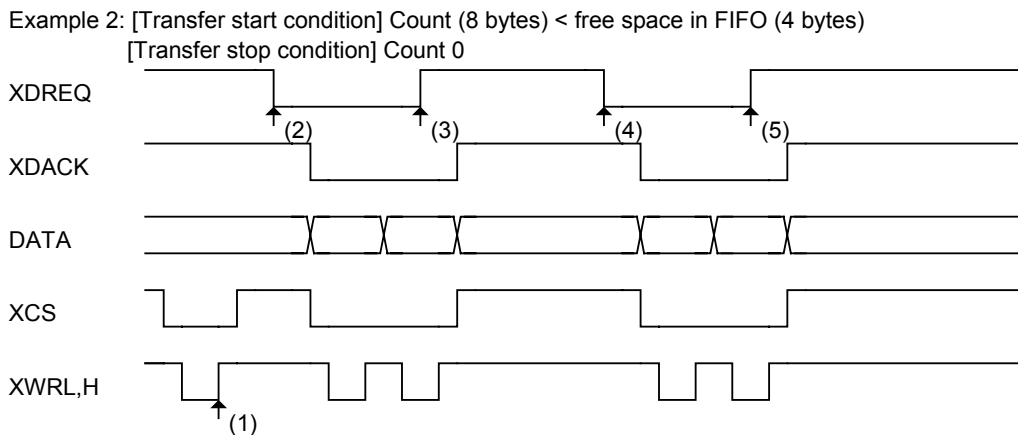 Example 2: [Transfer start condition] Count (8 bytes) < free space in FIFO (4 bytes)
[Transfer stop condition] Count 0
XDREQ
(2)
(3)
(4)
(5)
XDACK
DATA
XCS
XWRL,H
(1)